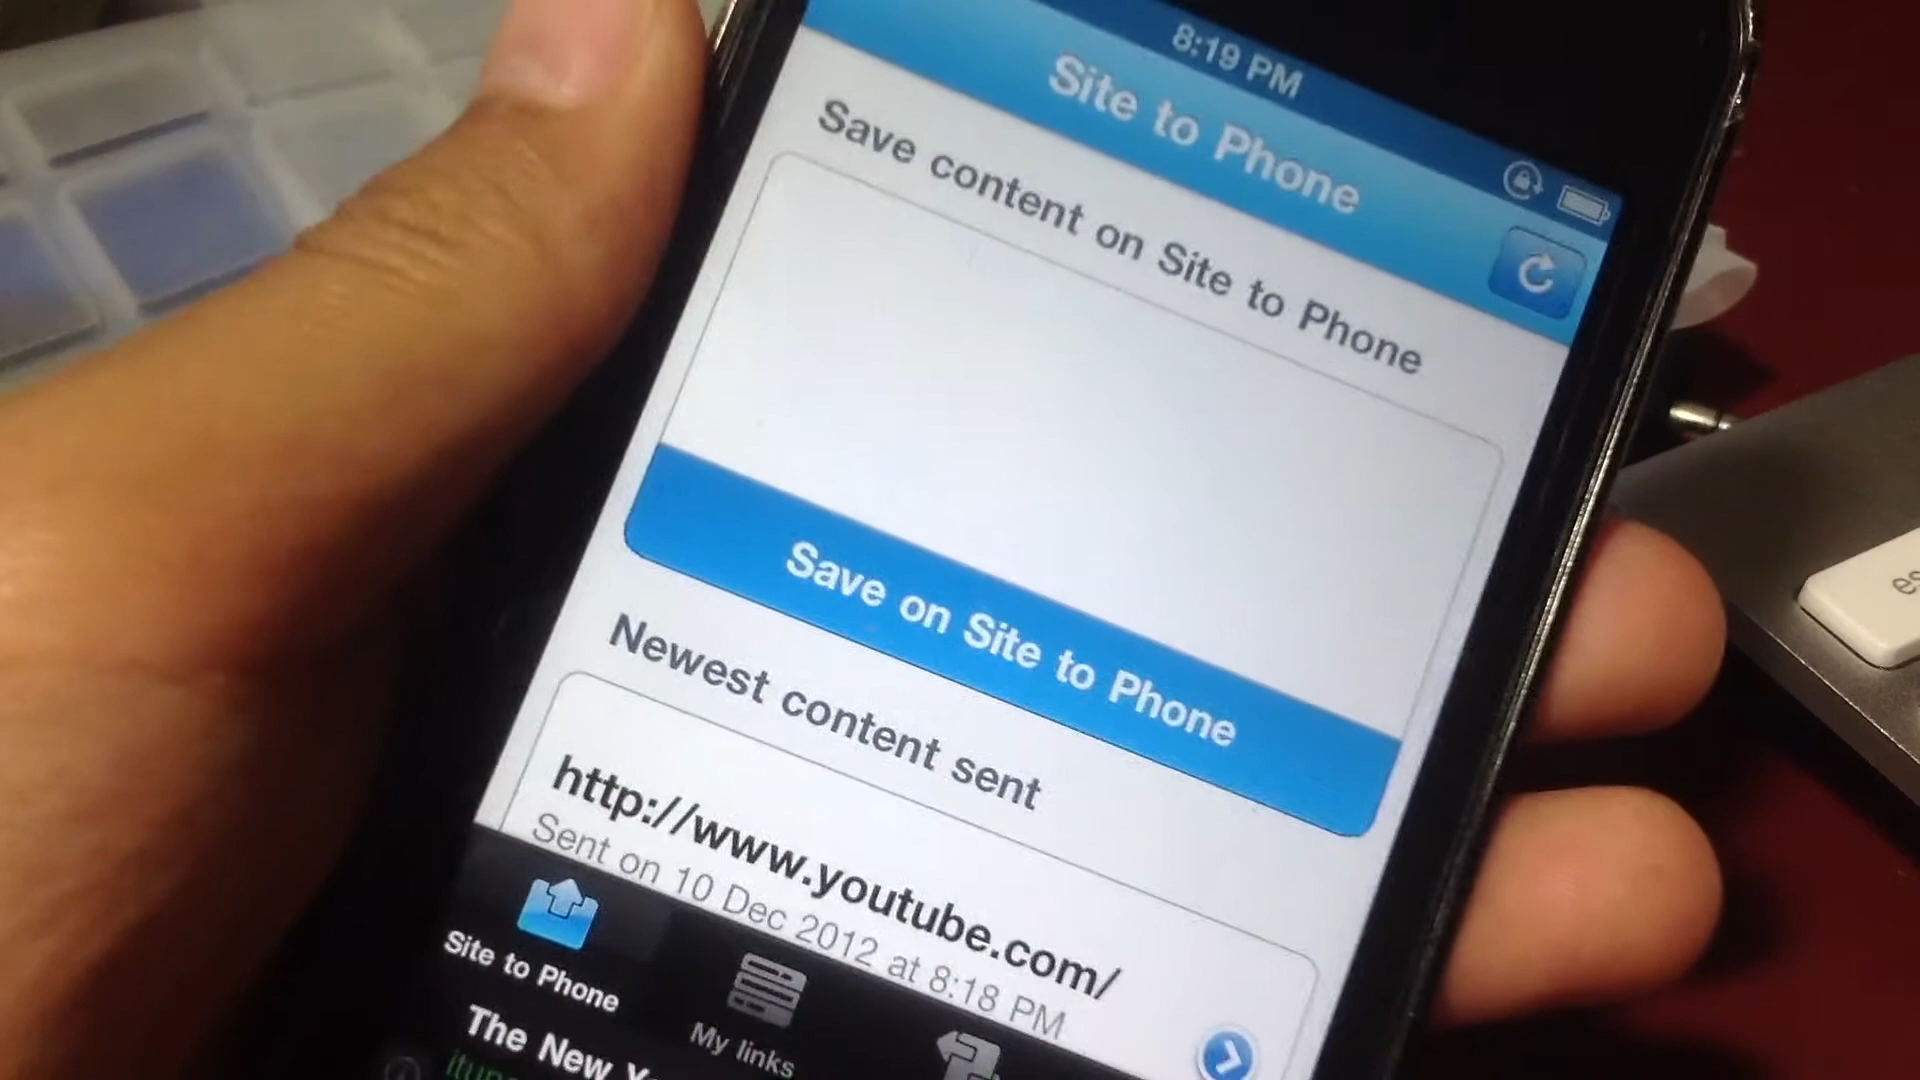 8:19 PM
Site to Phone
Save content on Site to Phone
Save on Site to Phone
Newest content sent
http://www.youtube.com/
Sent on 10 Dec 2012 at 8:18 PM
Site to Phone
My links
The New